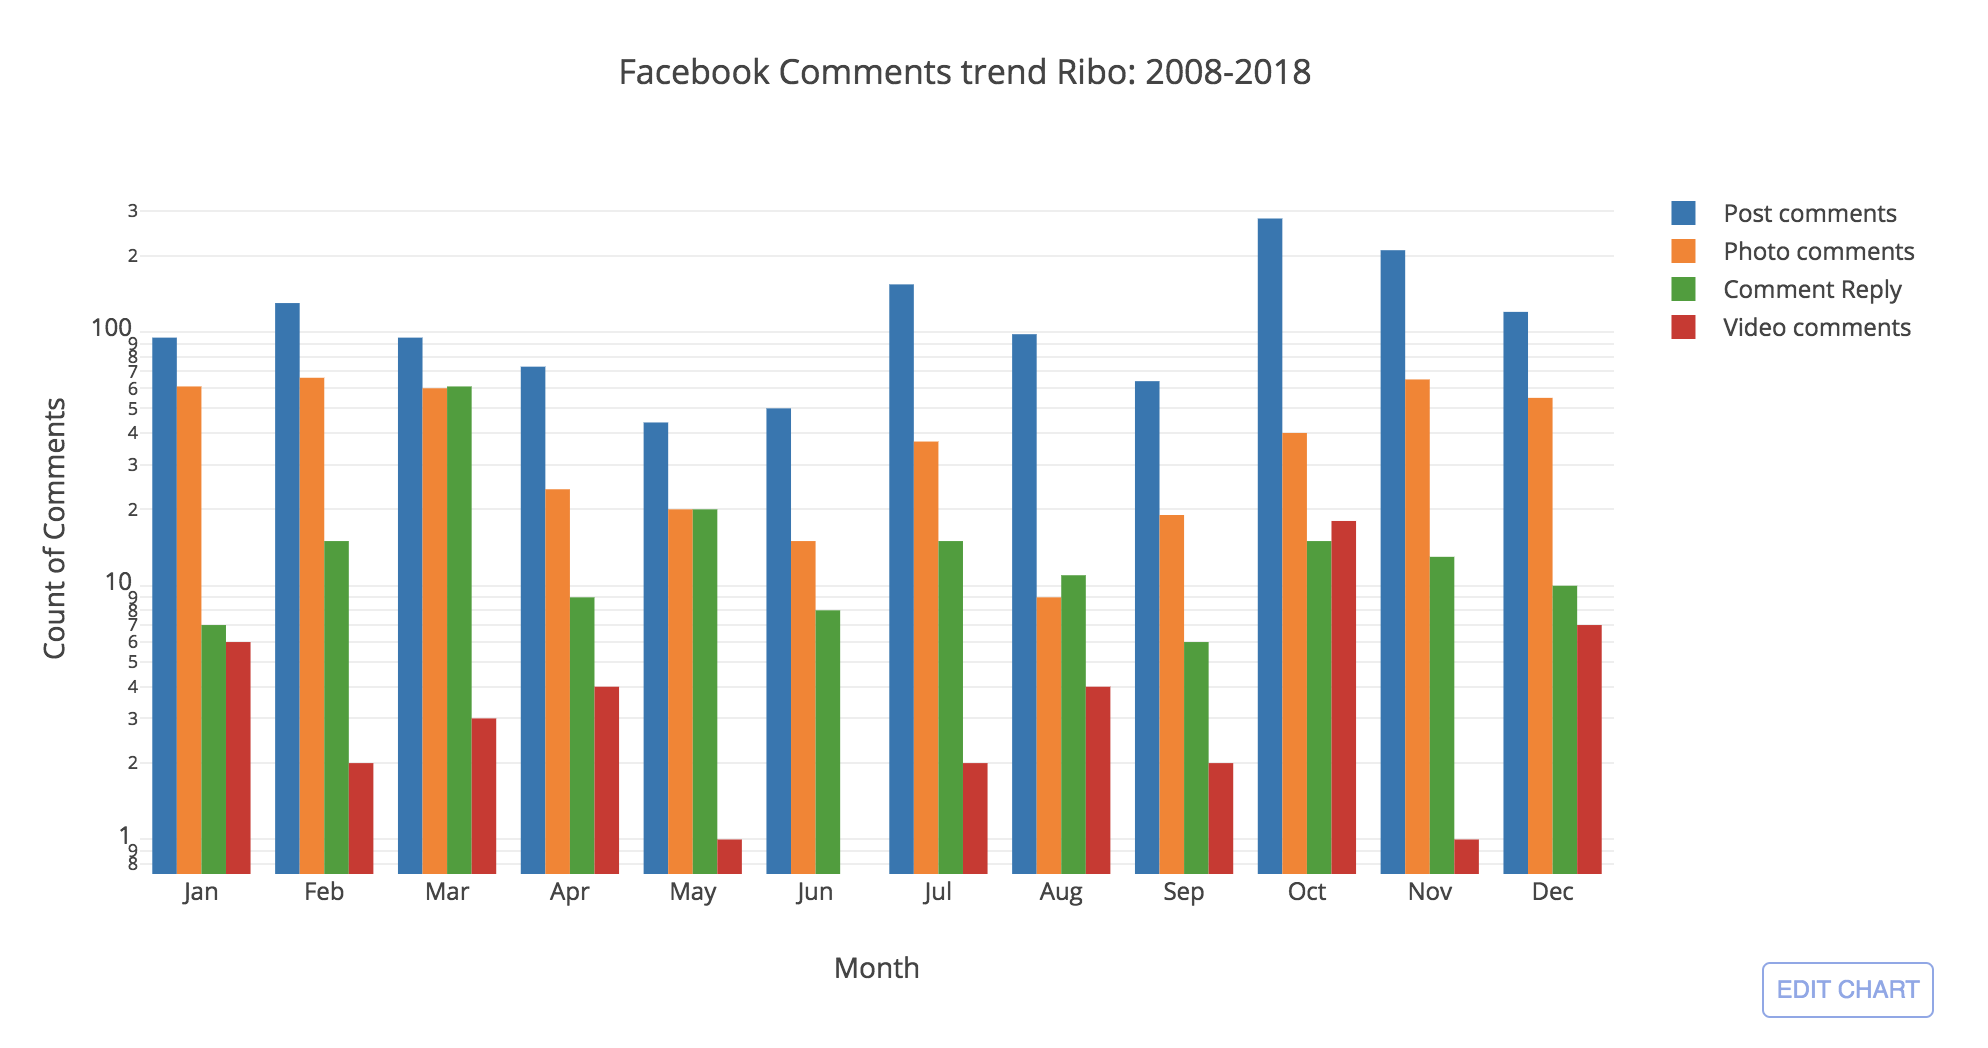 Facebook Comments trend Ribo: 2008-2018
3
2
100
9
8
7
6
5
4
3
2
10
9
8
7
6
5
4
3
2
1
9
8
Count of Comments
Jan Feb Mar Apr May Jun Jul Aug Sep Oct Nov Dec
Month
Post comments
Photo comments
Comment Reply
Video comments
EDIT CHART